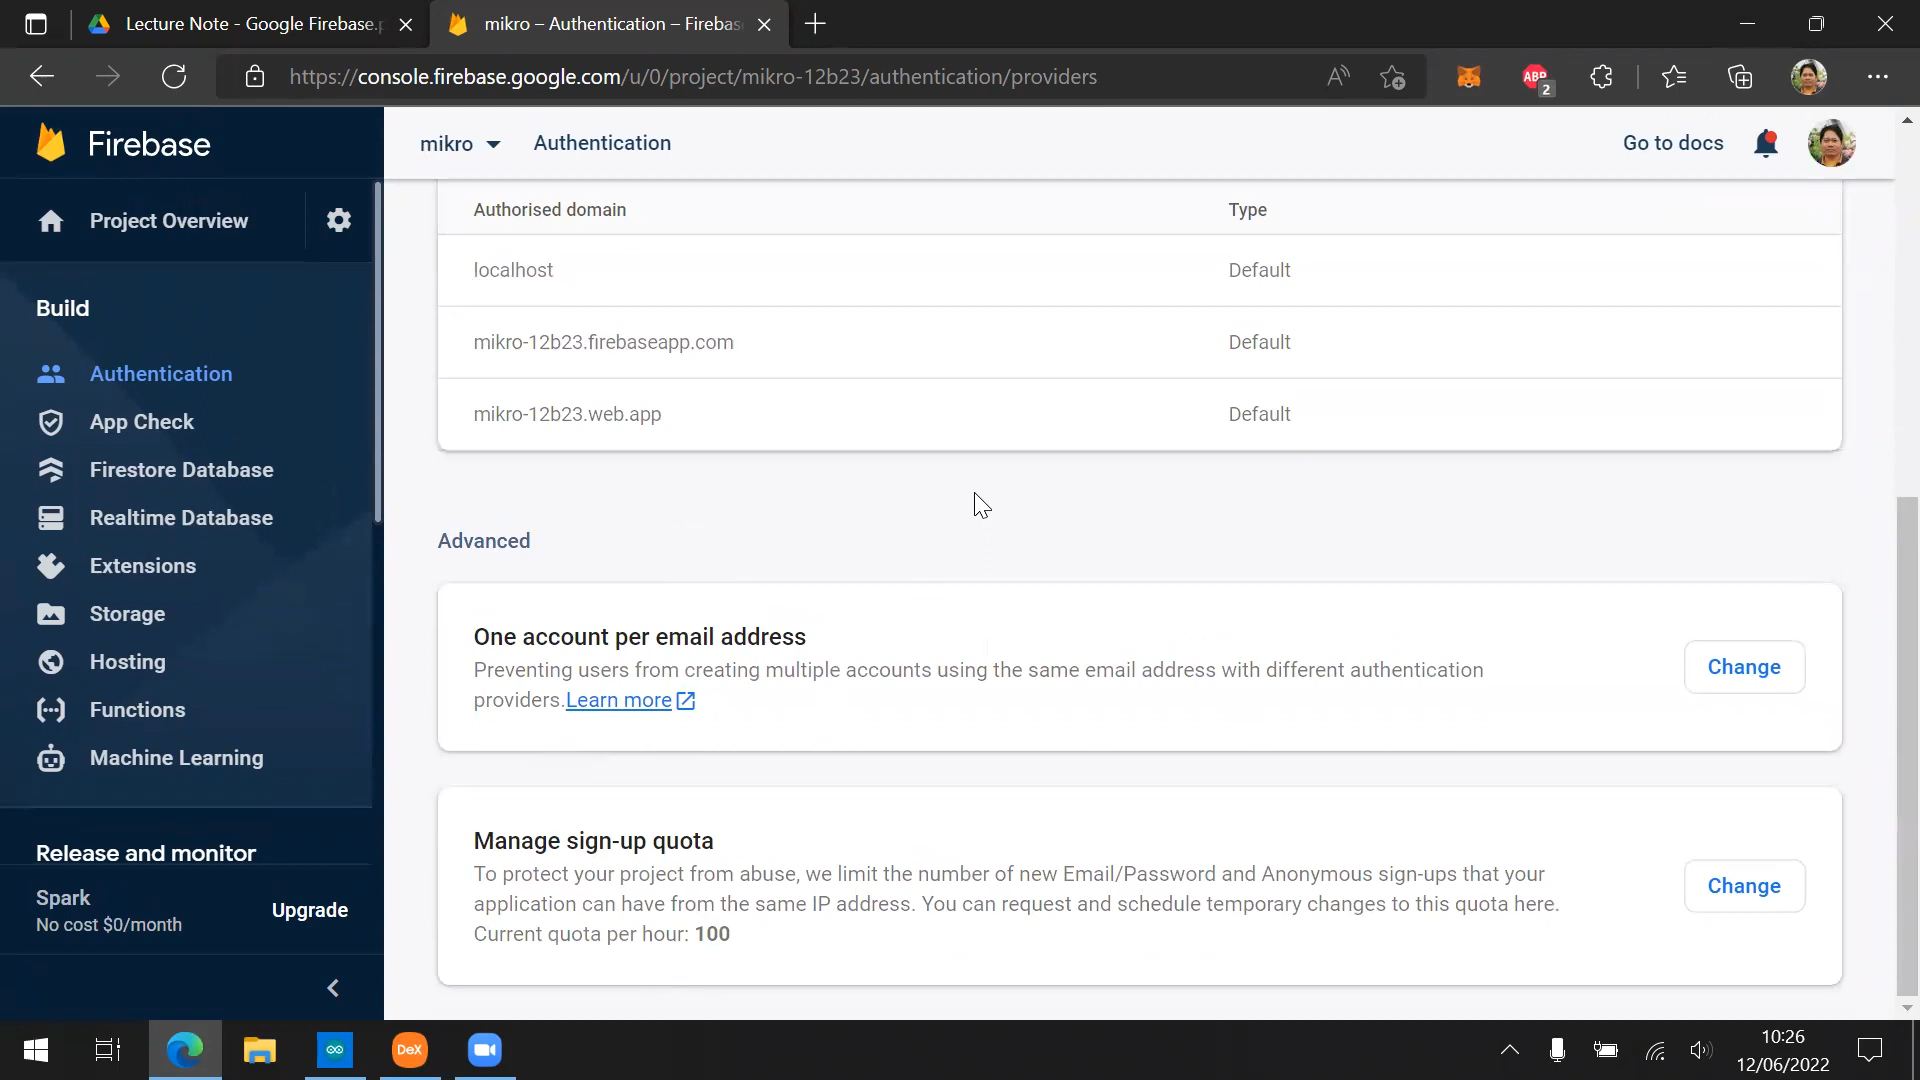 Lecture Note - Google Firebase.p
mikro – Authentication – Firebas
https://console.firebase.google.com/u/0/project/mikro-12b23/authentication/providers
ABP
2
Firebase
mikro
Authentication
Go to docs
Project Overview
Build
Authentication
App Check
Firestore Database
Realtime Database
Extensions
Storage
Hosting
Functions
Machine Learning
Release and monitor
Spark
No cost $0/month
Upgrade
Authorised domain
Type
localhost
Default
mikro-12b23.firebaseapp.com
Default
mikro-12b23.web.app
Default
Advanced
One account per email address
Preventing users from creating multiple accounts using the same email address with different authentication
providers.Learn more
Change
Manage sign-up quota
To protect your project from abuse, we limit the number of new Email/Password and Anonymous sign-ups that your
application can have from the same IP address. You can request and schedule temporary changes to this quota here.
Current quota per hour: 100
Change
DeX
10:26
12/06/2022